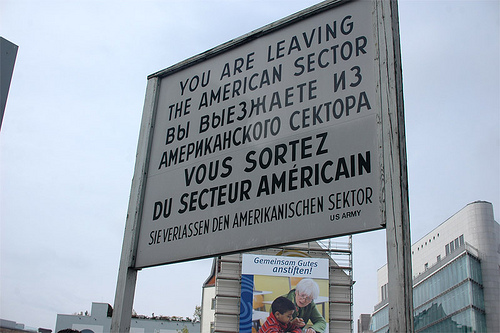 YOU ARE LEAVING
THE AMERICAN SECTOR
ВЫ ВЫЕЗЖАЕТЕ ИЗ
АМЕРИКАНСКОГО СЕКТОРА
VOUS SORTEZ
DU SECTEUR AMÉRICAIN
SIE VERLASSEN DEN AMERIKANISCHEN SEKTOR
US ARMY
Gemeinsam Gutes
anstiften!